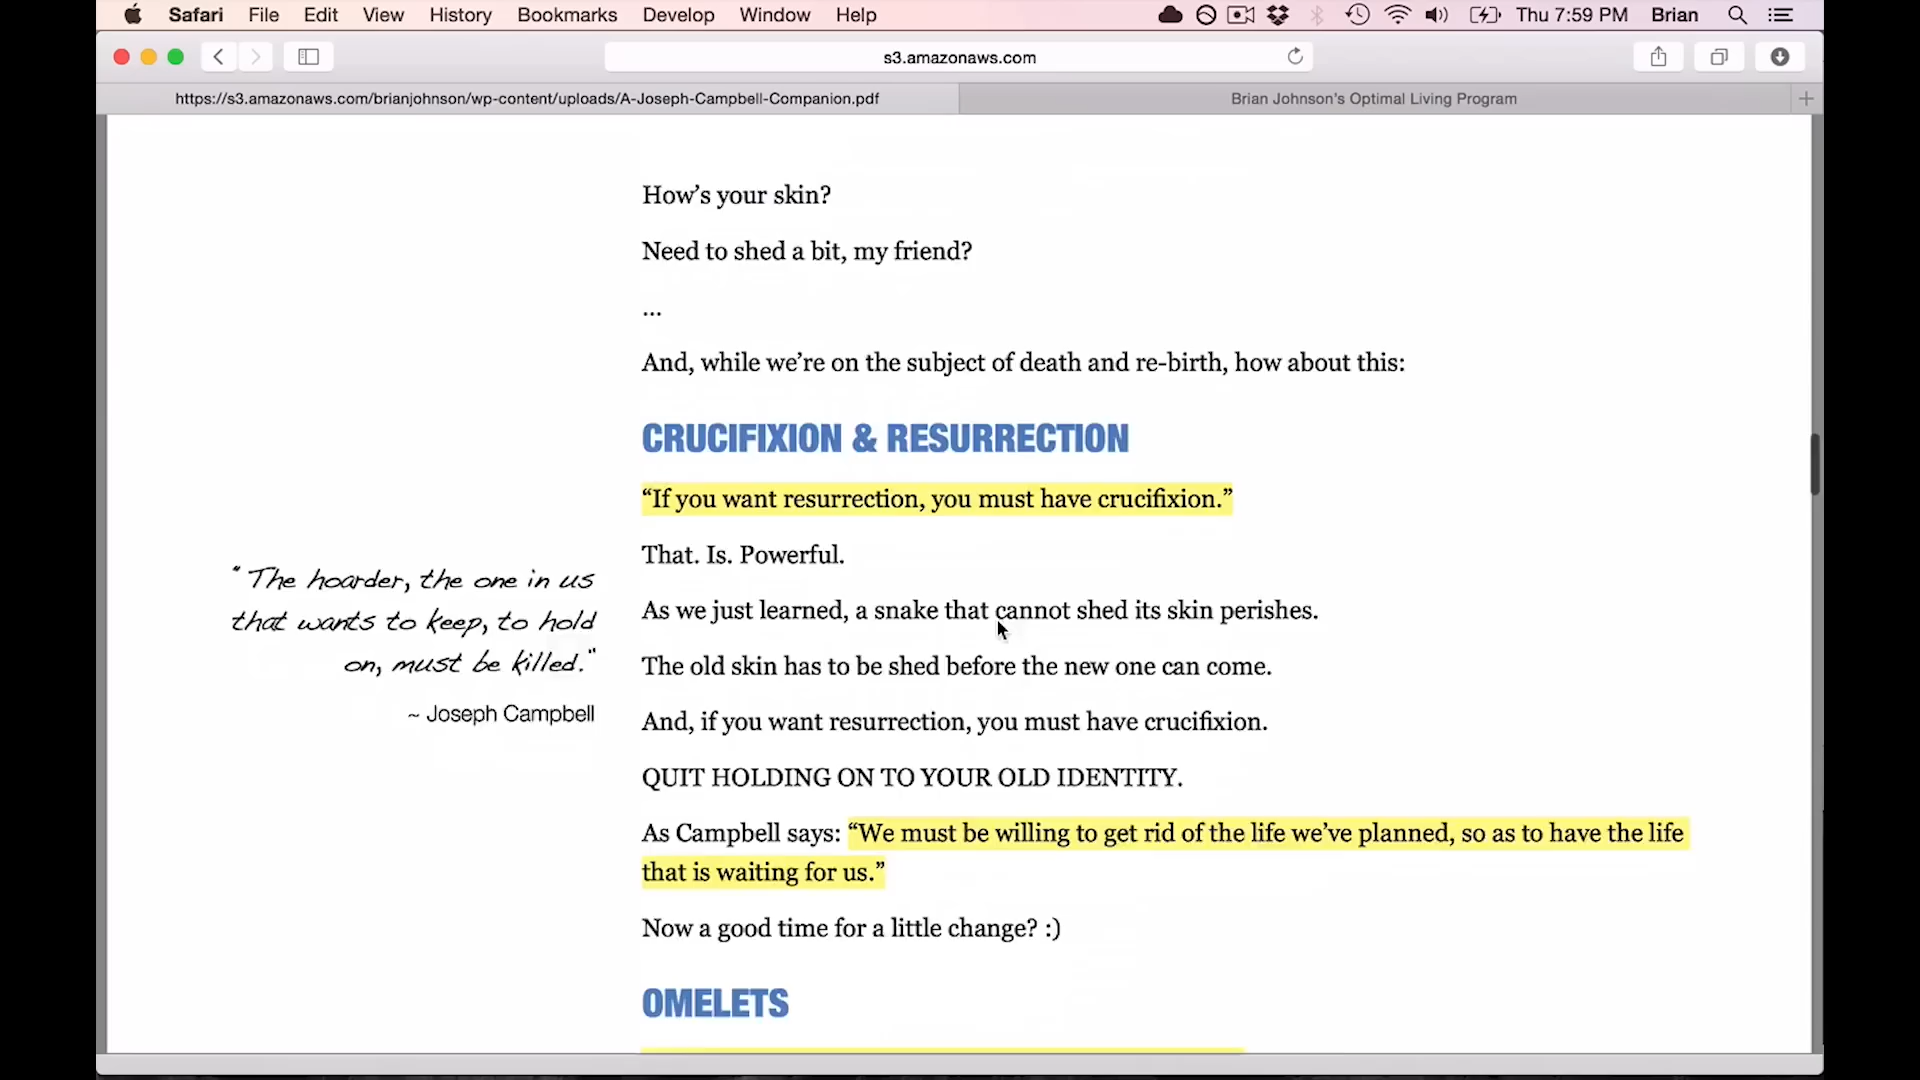 Safari File Edit View History Bookmarks Develop Window Help Thu 7:59 PM Brian
s3.amazonaws.com
https://s3.amazonaws.com/brianjohnson/wp-content/uploads/A-Joseph-Campbell-Companion.pdf
Brian Johnson's Optimal Living Program
How’s your skin?
Need to shed a bit, my friend?
…
And, while we’re on the subject of death and re-birth, how about this:
CRUCIFIXION & RESURRECTION
“If you want resurrection, you must have crucifixion.”
That. Is. Powerful.
As we just learned, a snake that cannot shed its skin perishes.
The old skin has to be shed before the new one can come.
And, if you want resurrection, you must have crucifixion.
QUIT HOLDING ON TO YOUR OLD IDENTITY.
As Campbell says: “We must be willing to get rid of the life we’ve planned, so as to have the life
that is waiting for us.”
Now a good time for a little change? :)
"The hoarder, the one in us
that wants to keep, to hold
on, must be killed."
~ Joseph Campbell
OMELETS